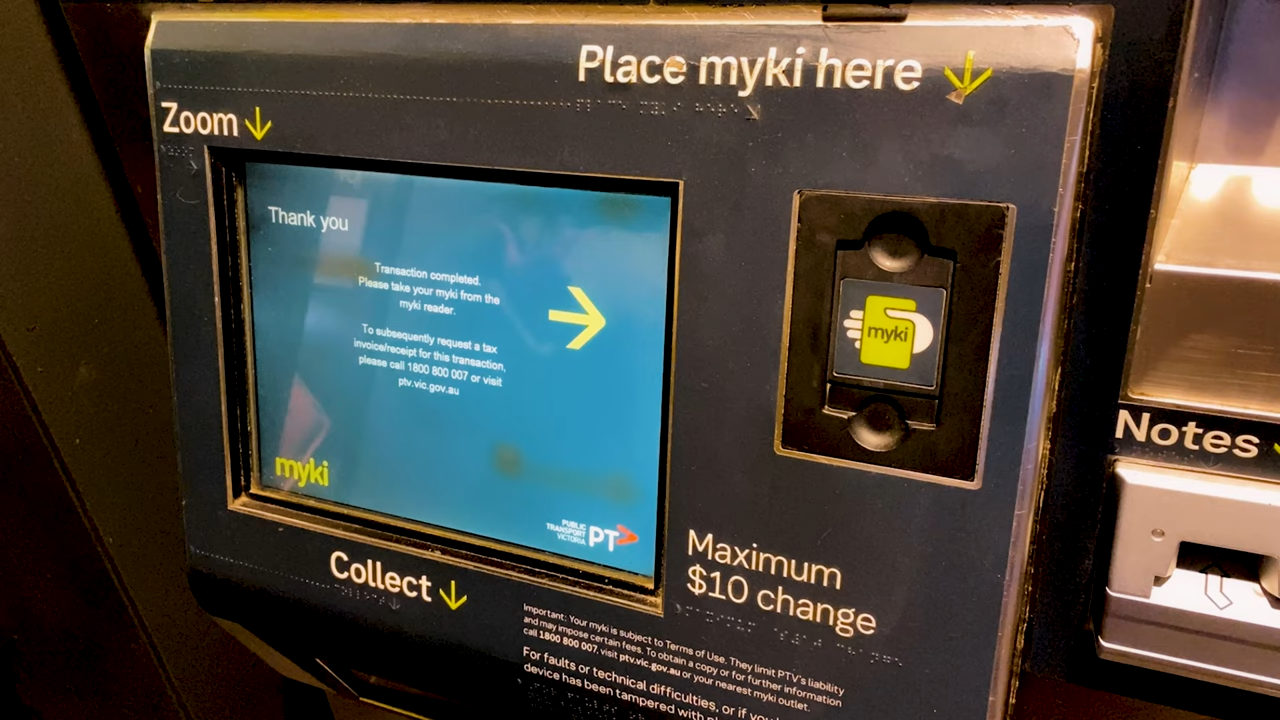 Place myki here
Zoom
Thank you
Transaction completed.
Please take your myki from the
myki reader.
To subsequently request a tax
invoice/receipt for this transaction,
please call 1800 800 007 or visit
ptv.vic.gov.au
myki
PUBLIC
TRANSPORT
VICTORIA
PT
myki
Notes
Collect
Maximum
$10 change
Important: Your myki is subject to Terms of Use. They limit PTV's liability
and may impose certain fees. To obtain a copy or for further information
call 1800 800 007, visit ptv.vic.gov.au or your nearest myki outlet.
For faults or technical difficulties, or if you
device has been tampered with